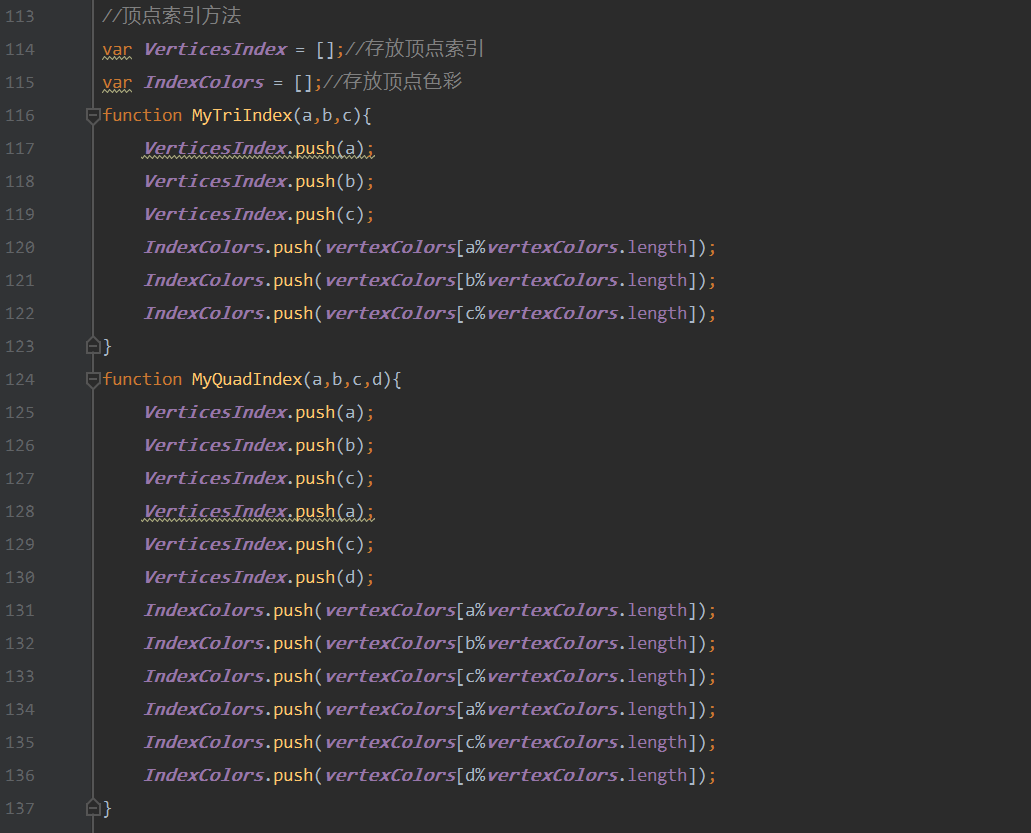 113 //顶点索引方法
114 var VerticesIndex = [];//存放顶点索引
115 var IndexColors = [];//存放顶点色彩
116 function MyTriIndex(a,b,c){
117     VerticesIndex.push(a);
118     VerticesIndex.push(b);
119     VerticesIndex.push(c);
120     IndexColors.push(vertexColors[a%vertexColors.length]);
121     IndexColors.push(vertexColors[b%vertexColors.length]);
122     IndexColors.push(vertexColors[c%vertexColors.length]);
123 }
124 function MyQuadIndex(a,b,c,d){
125     VerticesIndex.push(a);
126     VerticesIndex.push(b);
127     VerticesIndex.push(c);
128     VerticesIndex.push(a);
129     VerticesIndex.push(c);
130     VerticesIndex.push(d);
131     IndexColors.push(vertexColors[a%vertexColors.length]);
132     IndexColors.push(vertexColors[b%vertexColors.length]);
133     IndexColors.push(vertexColors[c%vertexColors.length]);
134     IndexColors.push(vertexColors[a%vertexColors.length]);
135     IndexColors.push(vertexColors[c%vertexColors.length]);
136     IndexColors.push(vertexColors[d%vertexColors.length]);
137 }